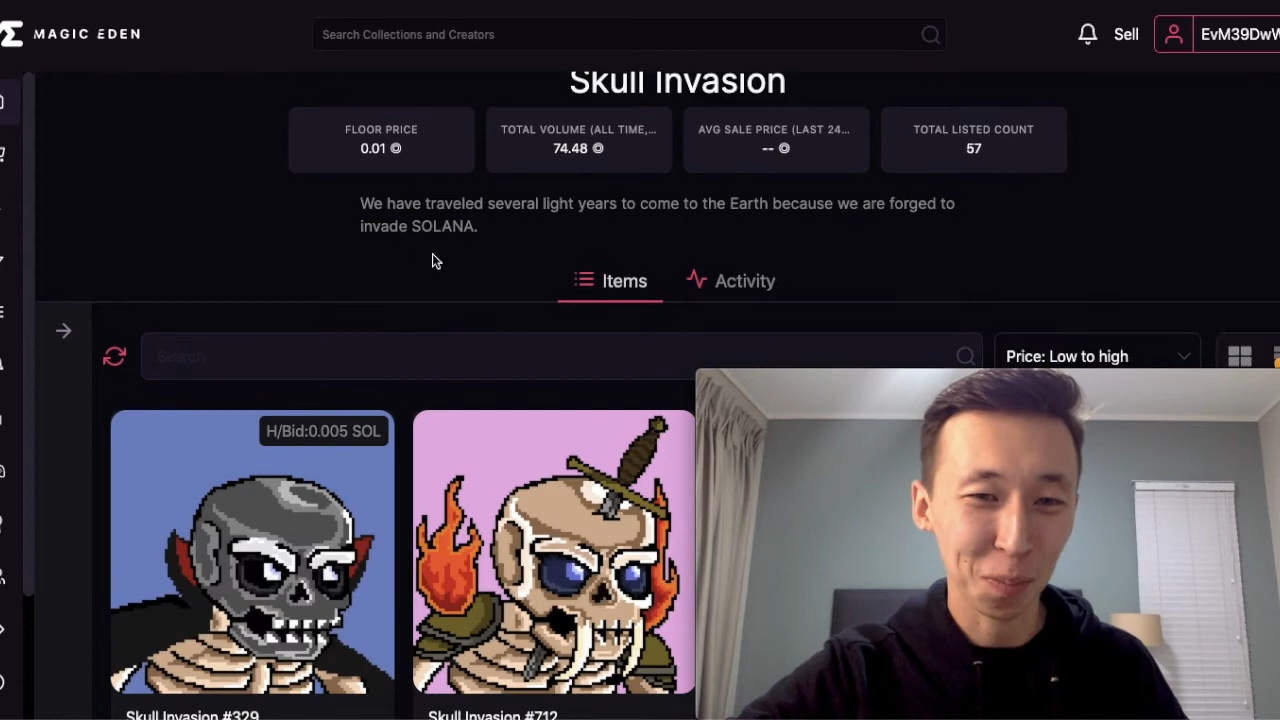 MAGIC EDEN
Search Collections and Creators
Sell
EvM39DwW
Skull Invasion
FLOOR PRICE
0.01
TOTAL VOLUME (ALL TIME,...
74.48
AVG SALE PRICE (LAST 24...
--
TOTAL LISTED COUNT
57
We have traveled several light years to come to the Earth because we are forged to
invade SOLANA.
Items
Activity
Search
Price: Low to high
H/Bid:0.005 SOL
Skull Invasion #329
Skull Invasion #712